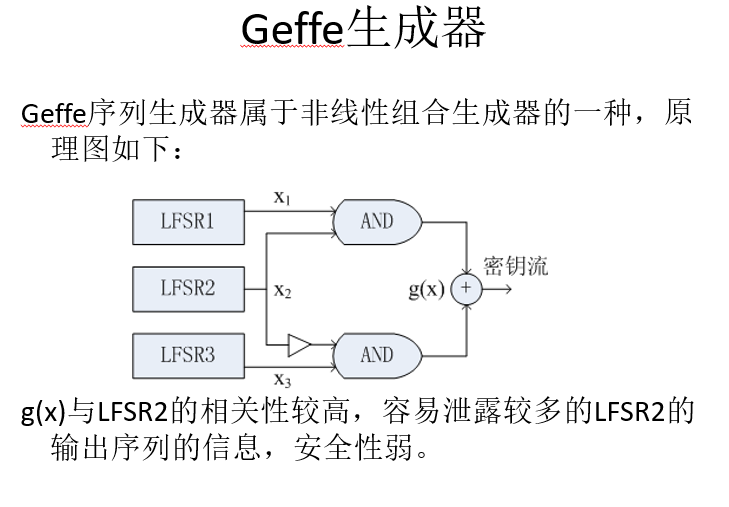 Geffe生成器
Geffe序列生成器属于非线性组合生成器的一种，原
理图如下：
x1
LFSR1
AND
密钥流
LFSR2
x2
g(x)
+
LFSR3
AND
x3
g(x)与LFSR2的相关性较高，容易泄露较多的LFSR2的
输出序列的信息，安全性弱。